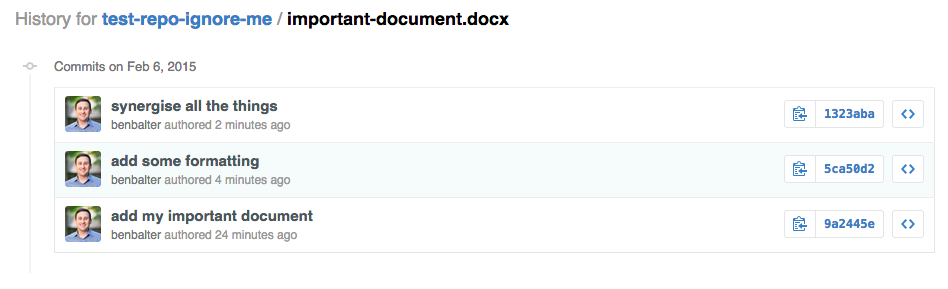 History for test-repo-ignore-me / important-document.docx
Commits on Feb 6, 2015
synergise all the things
benbalter authored 2 minutes ago
1323aba
add some formatting
benbalter authored 4 minutes ago
5ca50d2
add my important document
benbalter authored 24 minutes ago
9a2445e